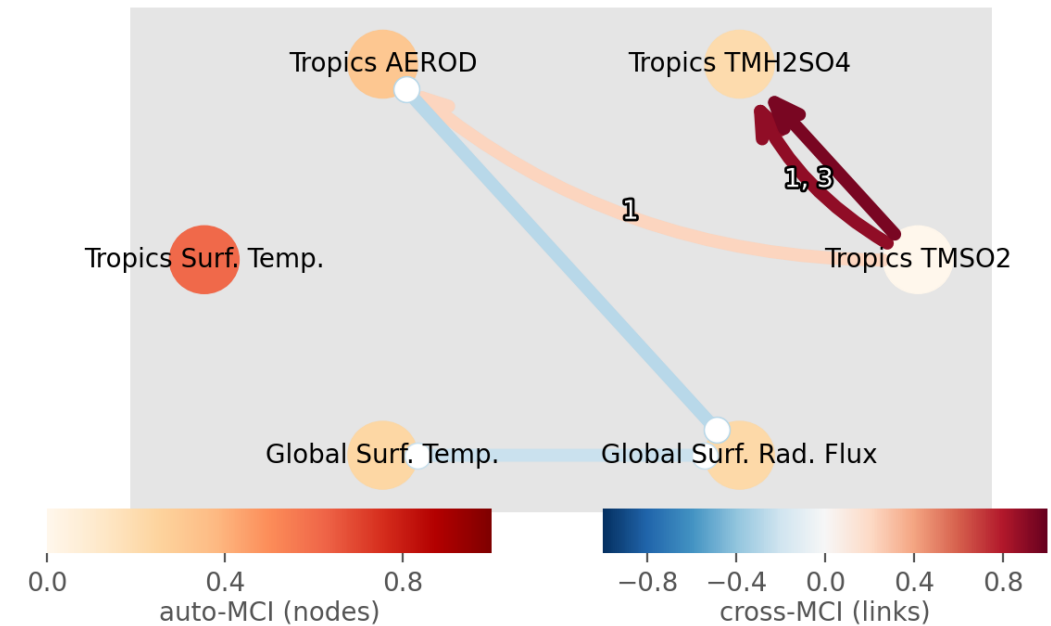 Tropics AEROD
Tropics TMH2SO4
1, 3
1
Tropics Surf. Temp.
Tropics TMSO2
Global Surf. Temp.
Global Surf. Rad. Flux
0.0
0.4
0.8
−0.8
−0.4
0.0
0.4
0.8
auto-MCI (nodes)
cross-MCI (links)